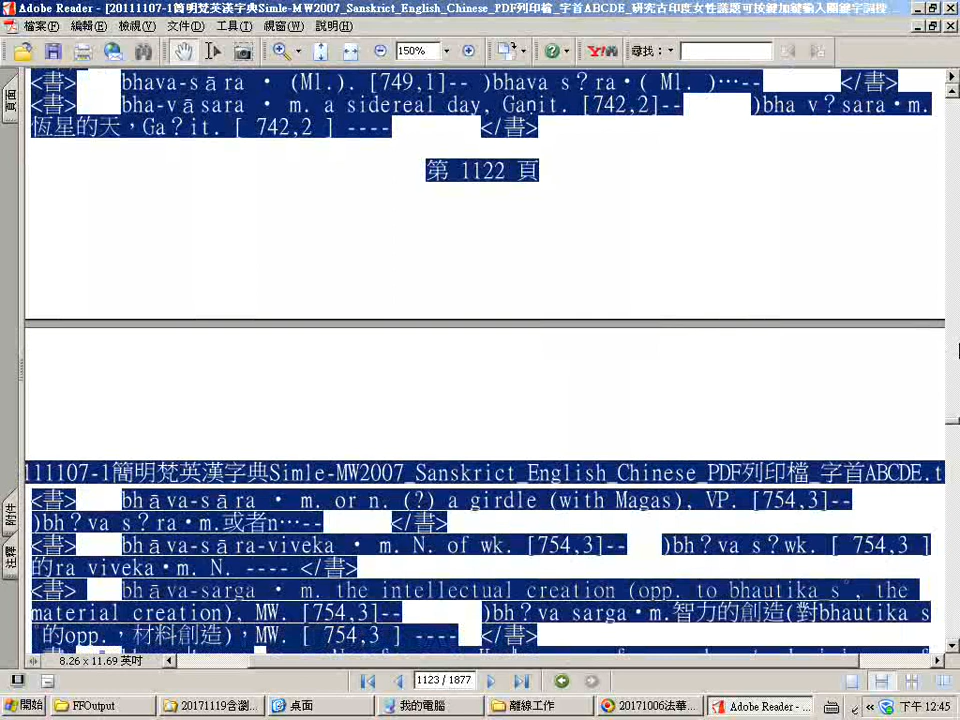 Adobe Reader - [20111107-1簡明梵英漢字典Simle-MW2007_Sanskrict_English_Chinese_PDF列印檔_字首ABCDE_研究古印度女性議題可按鍵加鍵輸入關鍵字詞搜
檔案(F) 編輯(E) 檢視(V) 文件(D) 工具(T) 視窗(W) 說明(H)
150% Y! 尋找：
頁面
<書> bhava-sāra · (Ml.). [749,1]-- )bhava s?ra·( Ml. )…-- </書>
<書> bha-vāsara · m. a sidereal day, Gaṇit. [742,2]-- )bha v?sara·m.
恆星的天，Ga?it. [ 742,2 ] ---- </書>
第 1122 頁
111107-1簡明梵英漢字典Simle-MW2007_Sanskrict_English_Chinese_PDF列印檔_字首ABCDE.t
<書> bhāva-sāra · m. or n. (?) a girdle (with Magas), VP. [754,3]--
)bh?va s?ra·m.或者n…-- </書>
<書> bhāva-sāra-viveka · m. N. of wk. [754,3]-- )bh?va s?wk. [ 754,3 ]
的ra viveka·m. N. ---- </書>
<書> bhāva-sarga · m. the intellectual creation (opp. to bhautika s°, the
material creation), MW. [754,3]-- )bh?va sarga·m.智力的創造(對bhautika s
°的opp.，材料創造)，MW. [ 754,3 ] ---- </書>
附件
注釋
8.26 x 11.69 英吋
1123 / 1877
開始 FFOutput 20171119含瀏... 桌面 我的電腦 離線工作 20171006法華... Adobe Reader -... 下午 12:45